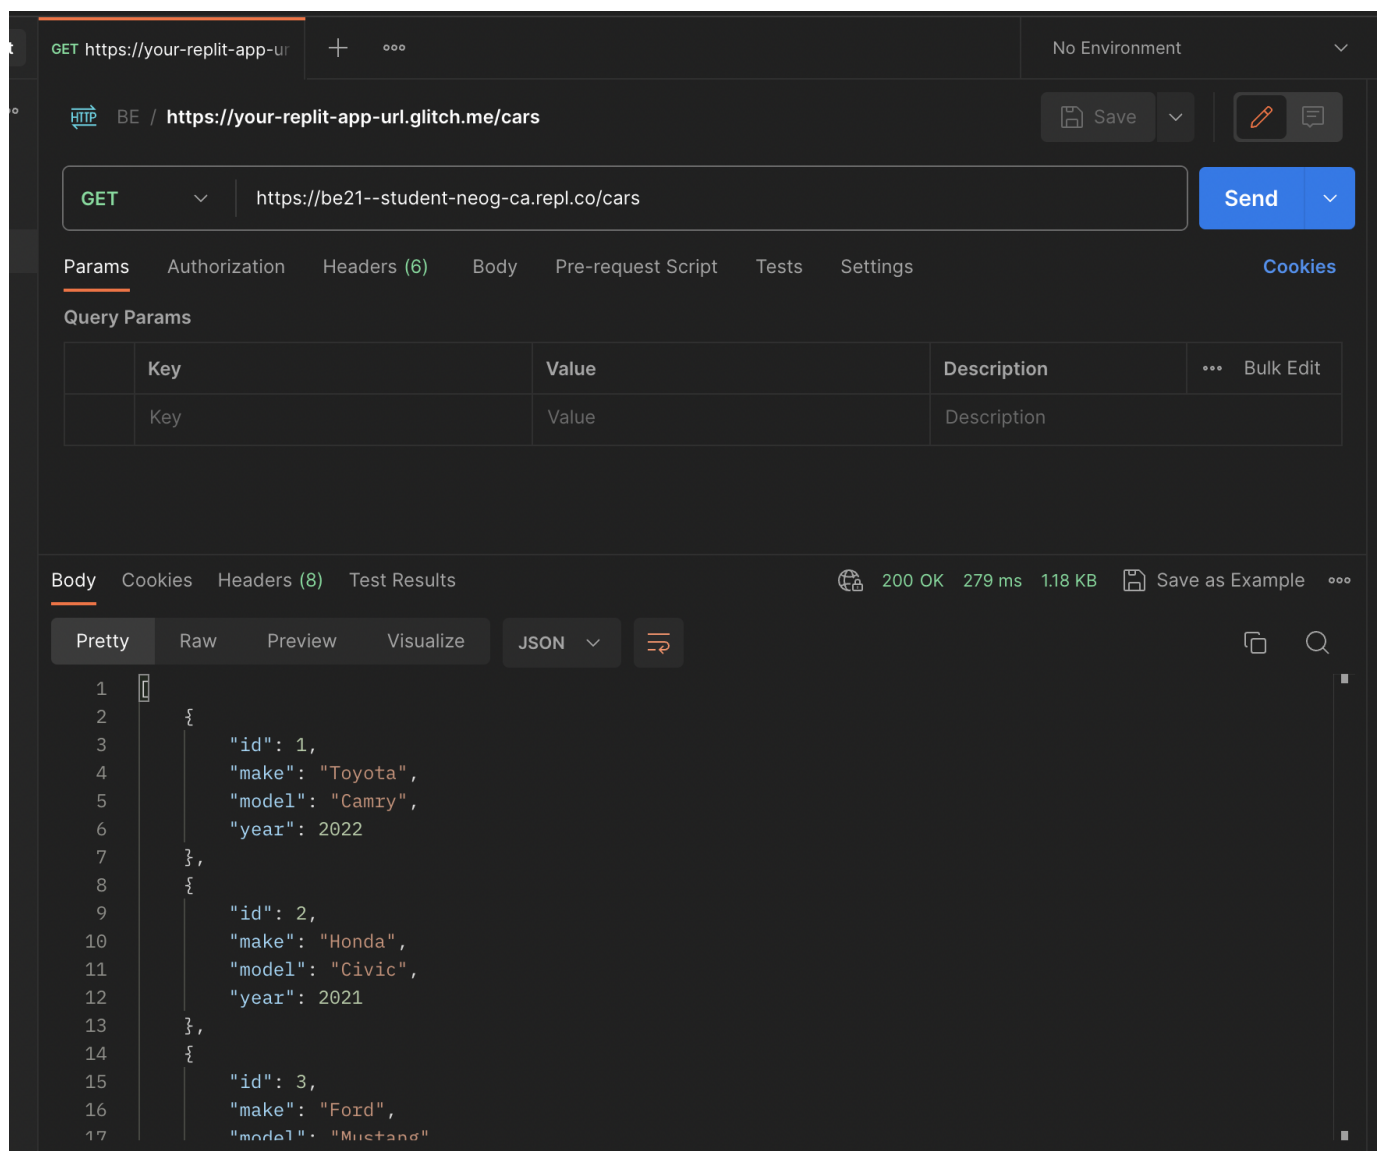 t GET https://your-replit-app-ur No Environment
HTTP BE / https://your-replit-app-url.glitch.me/cars Save
GET https://be21--student-neog-ca.repl.co/cars Send
Params Authorization Headers (6) Body Pre-request Script Tests Settings Cookies
Query Params
Key Value Description Bulk Edit
Key Value Description
Body Cookies Headers (8) Test Results 200 OK 279 ms 1.18 KB Save as Example
Pretty Raw Preview Visualize JSON
1 [
2 {
3 "id": 1,
4 "make": "Toyota",
5 "model": "Camry",
6 "year": 2022
7 },
8 {
9 "id": 2,
10 "make": "Honda",
11 "model": "Civic",
12 "year": 2021
13 },
14 {
15 "id": 3,
16 "make": "Ford",
17 "model": "Mustang"